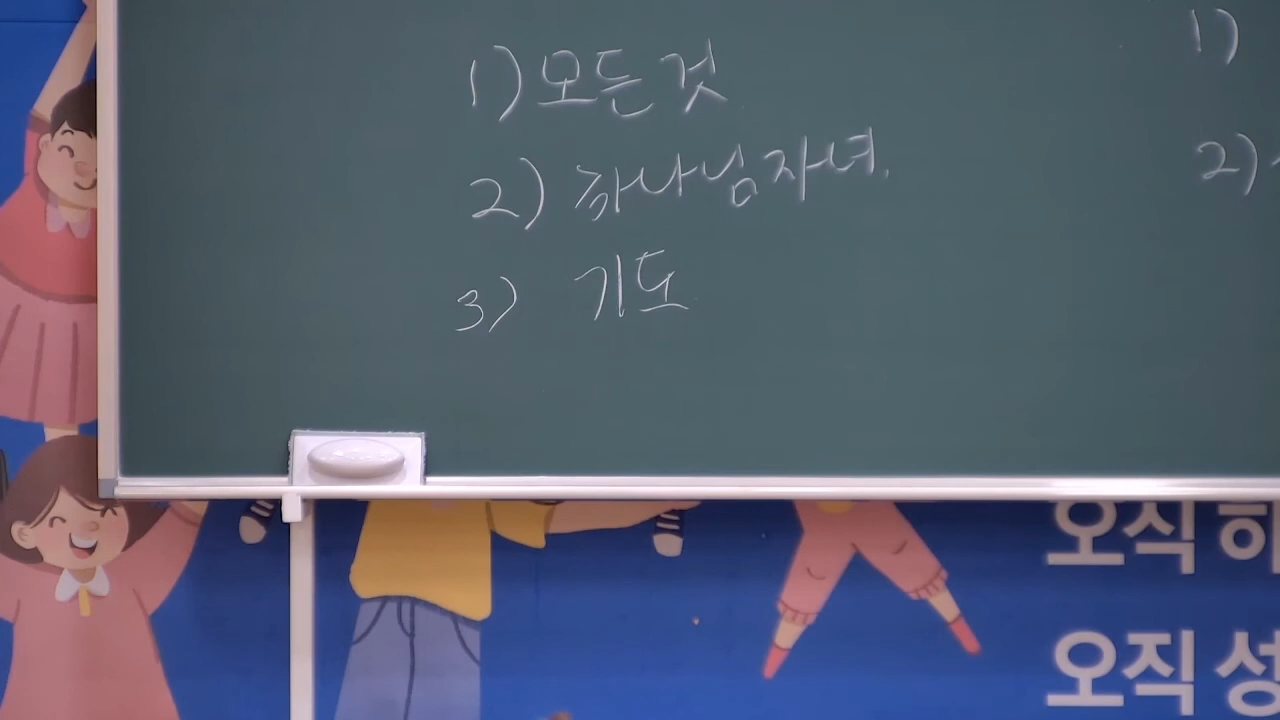 1) 모든것
2) 하나님자녀.
3) 기도
1)
2)
오직 하
오직 성